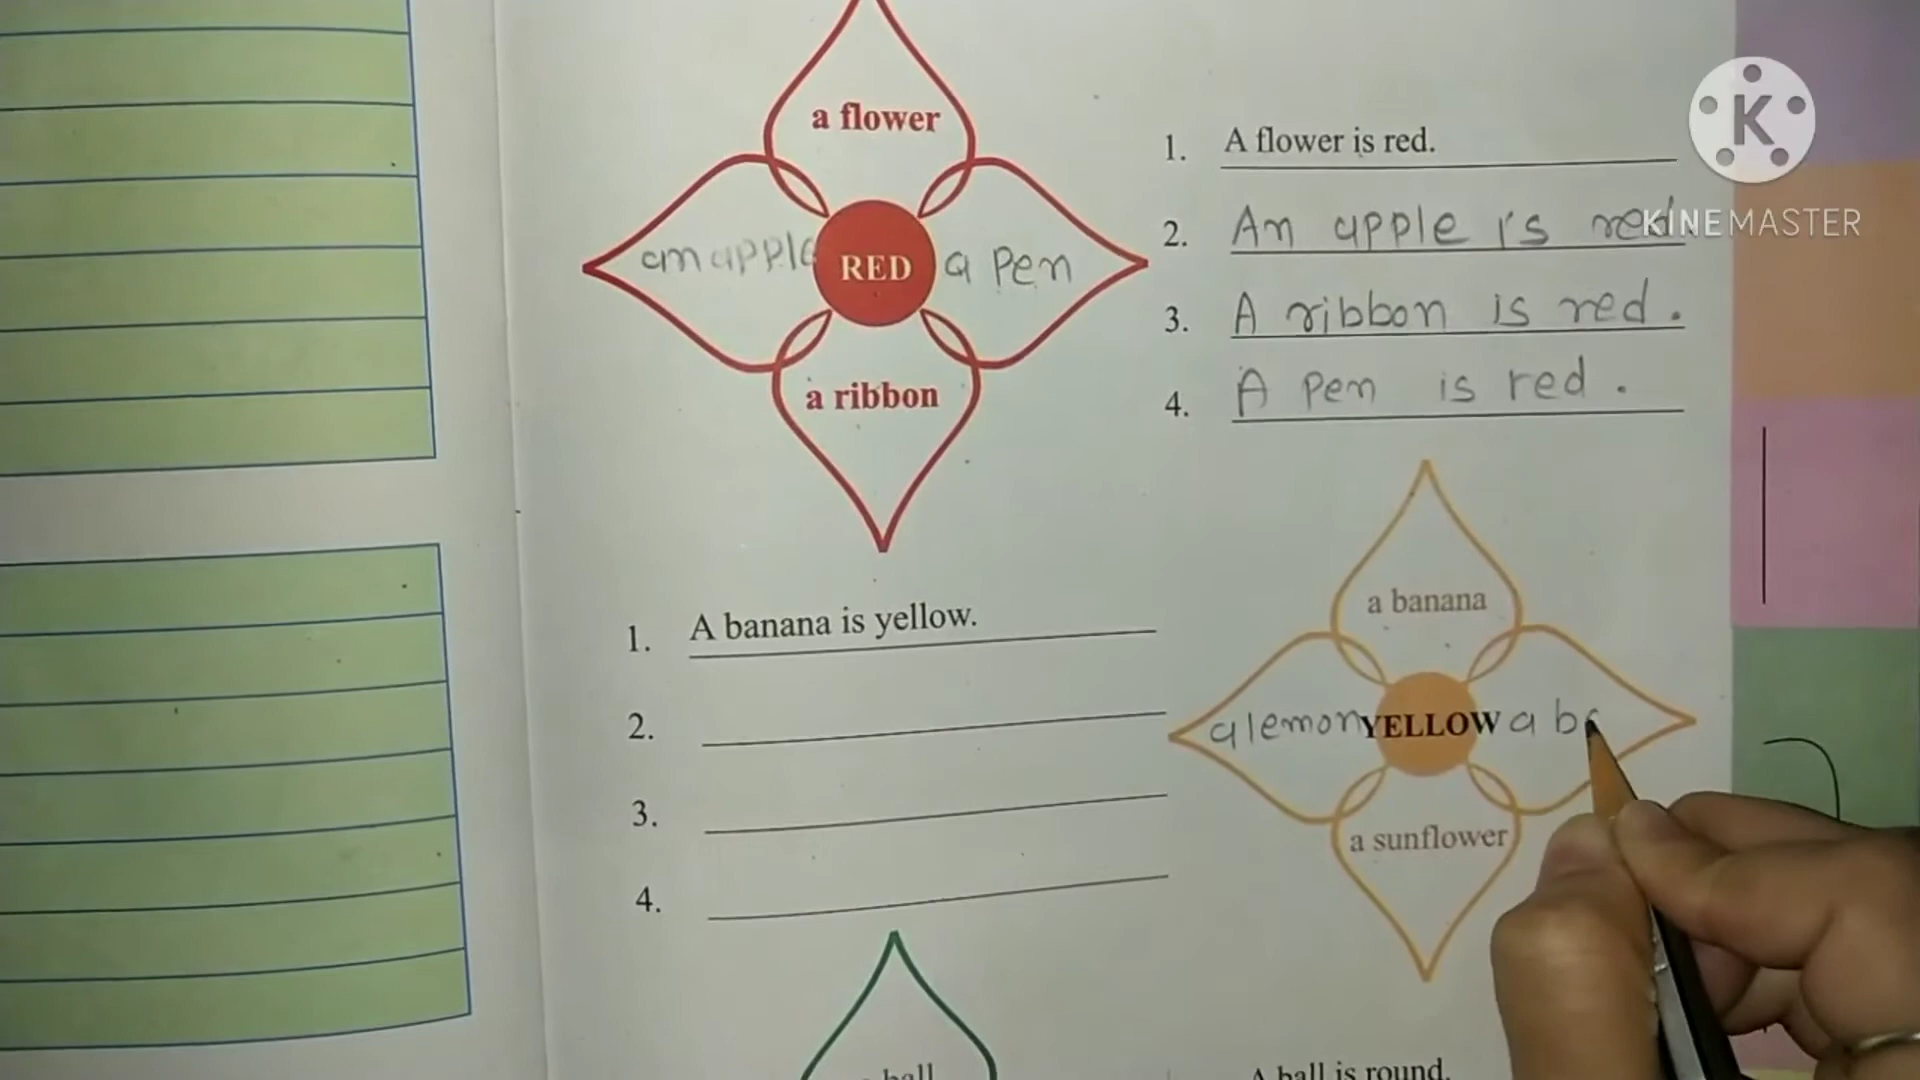 a flower
an apple RED a pen
a ribbon
1. A flower is red.
2. An apple is red
3. A ribbon is red.
4. A pen is red.
K
KINEMASTER
1. A banana is yellow.
2.
3.
4.
a banana
a lemon YELLOW a b
a sunflower
ball
A ball is round.